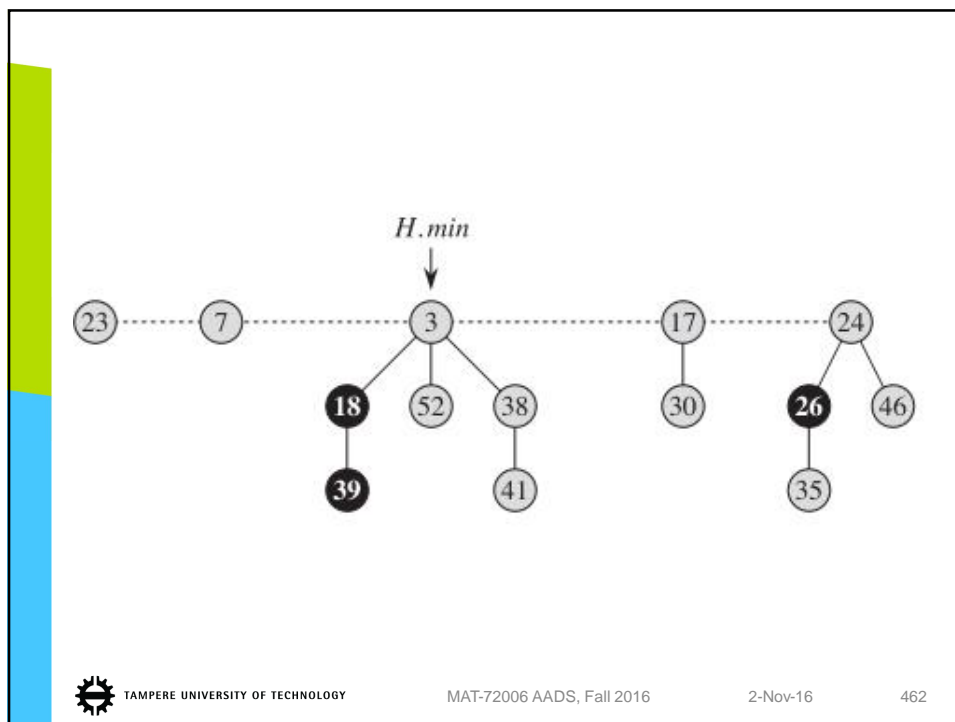 H.min
23 7 3 17 24
18 52 38 30 26 46
39 41 35
TAMPERE UNIVERSITY OF TECHNOLOGY MAT-72006 AADS, Fall 2016 2-Nov-16 462